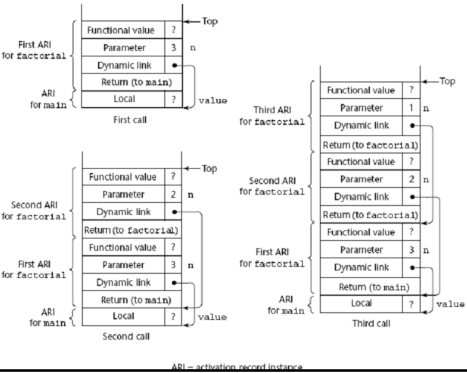 Top
Functional value ?
First ARI for factorial
Parameter 3 n
Dynamic link
Return (to main)
ARI for main
Local ? value
First call
Top
Functional value ?
Second ARI for factorial
Parameter 2 n
Dynamic link
Return (to factorial)
Functional value ?
First ARI for factorial
Parameter 3 n
Dynamic link
Return (to main)
ARI for main
Local ? value
Second call
Top
Functional value ?
Third ARI for factorial
Parameter 1 n
Dynamic link
Return (to factorial)
Functional value ?
Second ARI for factorial
Parameter 2 n
Dynamic link
Return (to factorial)
Functional value ?
First ARI for factorial
Parameter 3 n
Dynamic link
Return (to main)
ARI for main
Local ? value
Third call
ARI = activation record instance